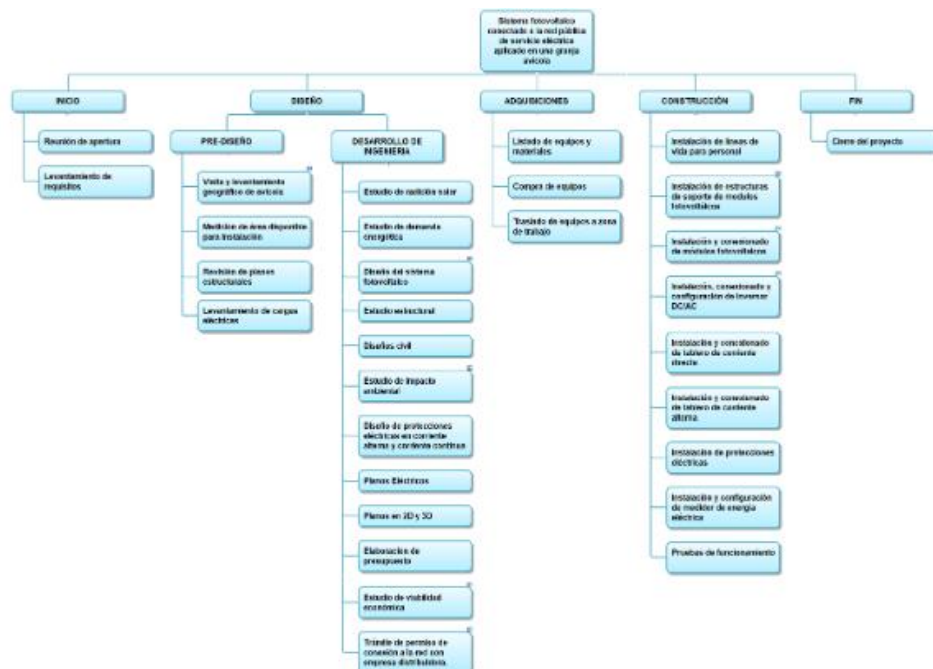 Sistema fotovoltaico
conectado a la red pública
de servicio eléctrica
aplicado en una granja
avícola
INICIO
Reunión de apertura
Levantamiento de
requisitos
DISEÑO
PRE-DISEÑO
Visita y levantamiento
geográfico de avícola
Medición de área disponible
para instalación
Revisión de planos
estructurales
Levantamiento de cargas
eléctricas
DESARROLLO DE
INGENIERIA
Estudio de radición solar
Estudio de demanda
energética
Diseño del sistema
fotovoltaico
Estudio estructural
Diseños civil
Estudio de impacto
ambiental
Diseño de protecciones
eléctricas en corriente
alterna y corriente continua
Planos Eléctricos
Planos en 2D y 3D
Elaboración de
presupuesto
Estudio de viabilidad
económica
Trámite de permiso de
conexión a la red con
empresa distribuidora.
ADQUISICIONES
Listado de equipos y
materiales
Compra de equipos
Traslado de equipos a zona
de trabajo
CONSTRUCCIÓN
Instalación de líneas de
vida para personal
Instalación de estructuras
de soporte de modulos
fotovoltaicos
Instalación y conexionado
de módulos fotovoltaicos
Instalación, conexionado y
configuración de inversor
DC/AC
Instalación y conexionado
de tablero de corriente
directa
Instalación y conexionado
de tablero de corriente
alterna
Instalación de protecciones
eléctricas
Instalación y configuración
de medidor de energía
eléctrica
Pruebas de funcionamiento
FIN
Cierre del proyecto